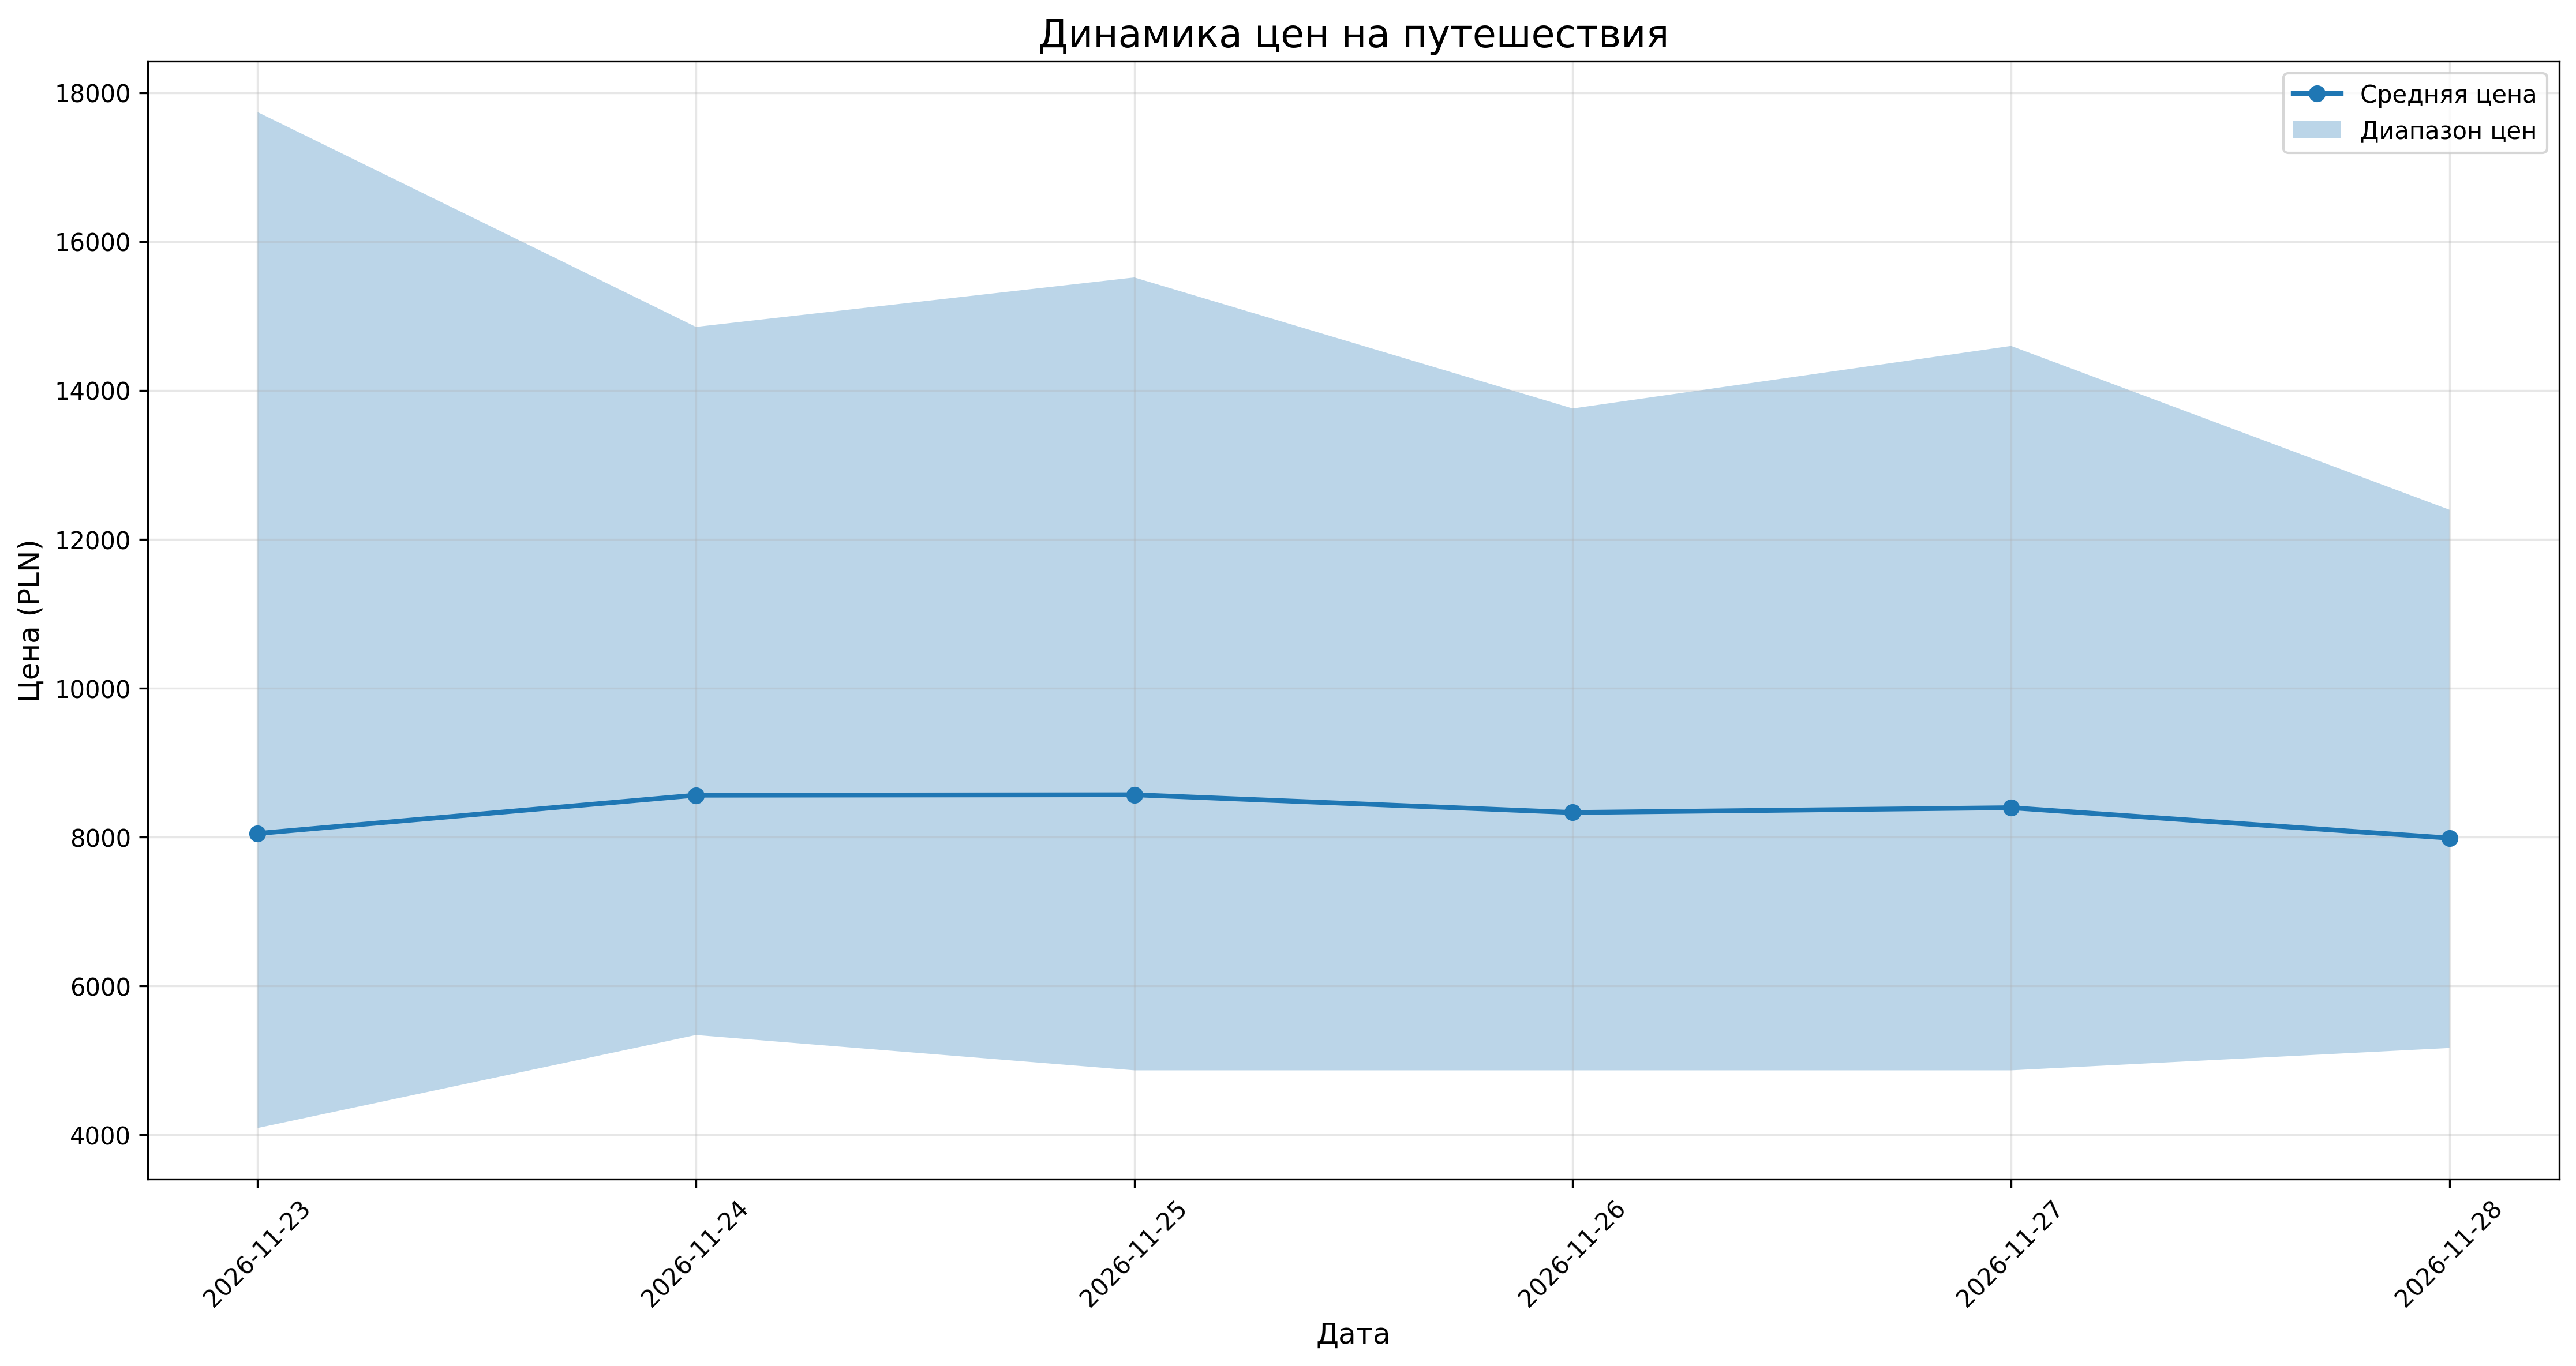 Динамика цен на путешествия
Средняя цена
Диапазон цен
Цена (PLN)
18000
16000
14000
12000
10000
8000
6000
4000
2026-11-23
2026-11-24
2026-11-25
2026-11-26
2026-11-27
2026-11-28
Дата